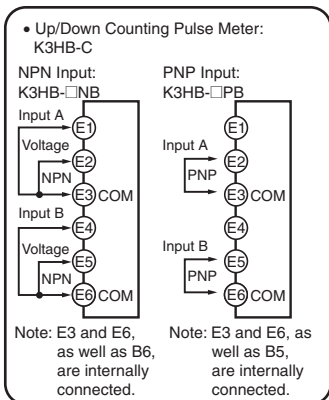 • Up/Down Counting Pulse Meter:
K3HB-C
NPN Input:
K3HB-□NB
Input A
Voltage
NPN
Input B
Voltage
NPN
E1
E2
E3 COM
E4
E5
E6 COM
Note: E3 and E6,
as well as B6,
are internally
connected.
PNP Input:
K3HB-□PB
Input A
PNP
Input B
PNP
E1
E2
E3 COM
E4
E5
E6 COM
Note: E3 and E6, as
well as B5,
are internally
connected.